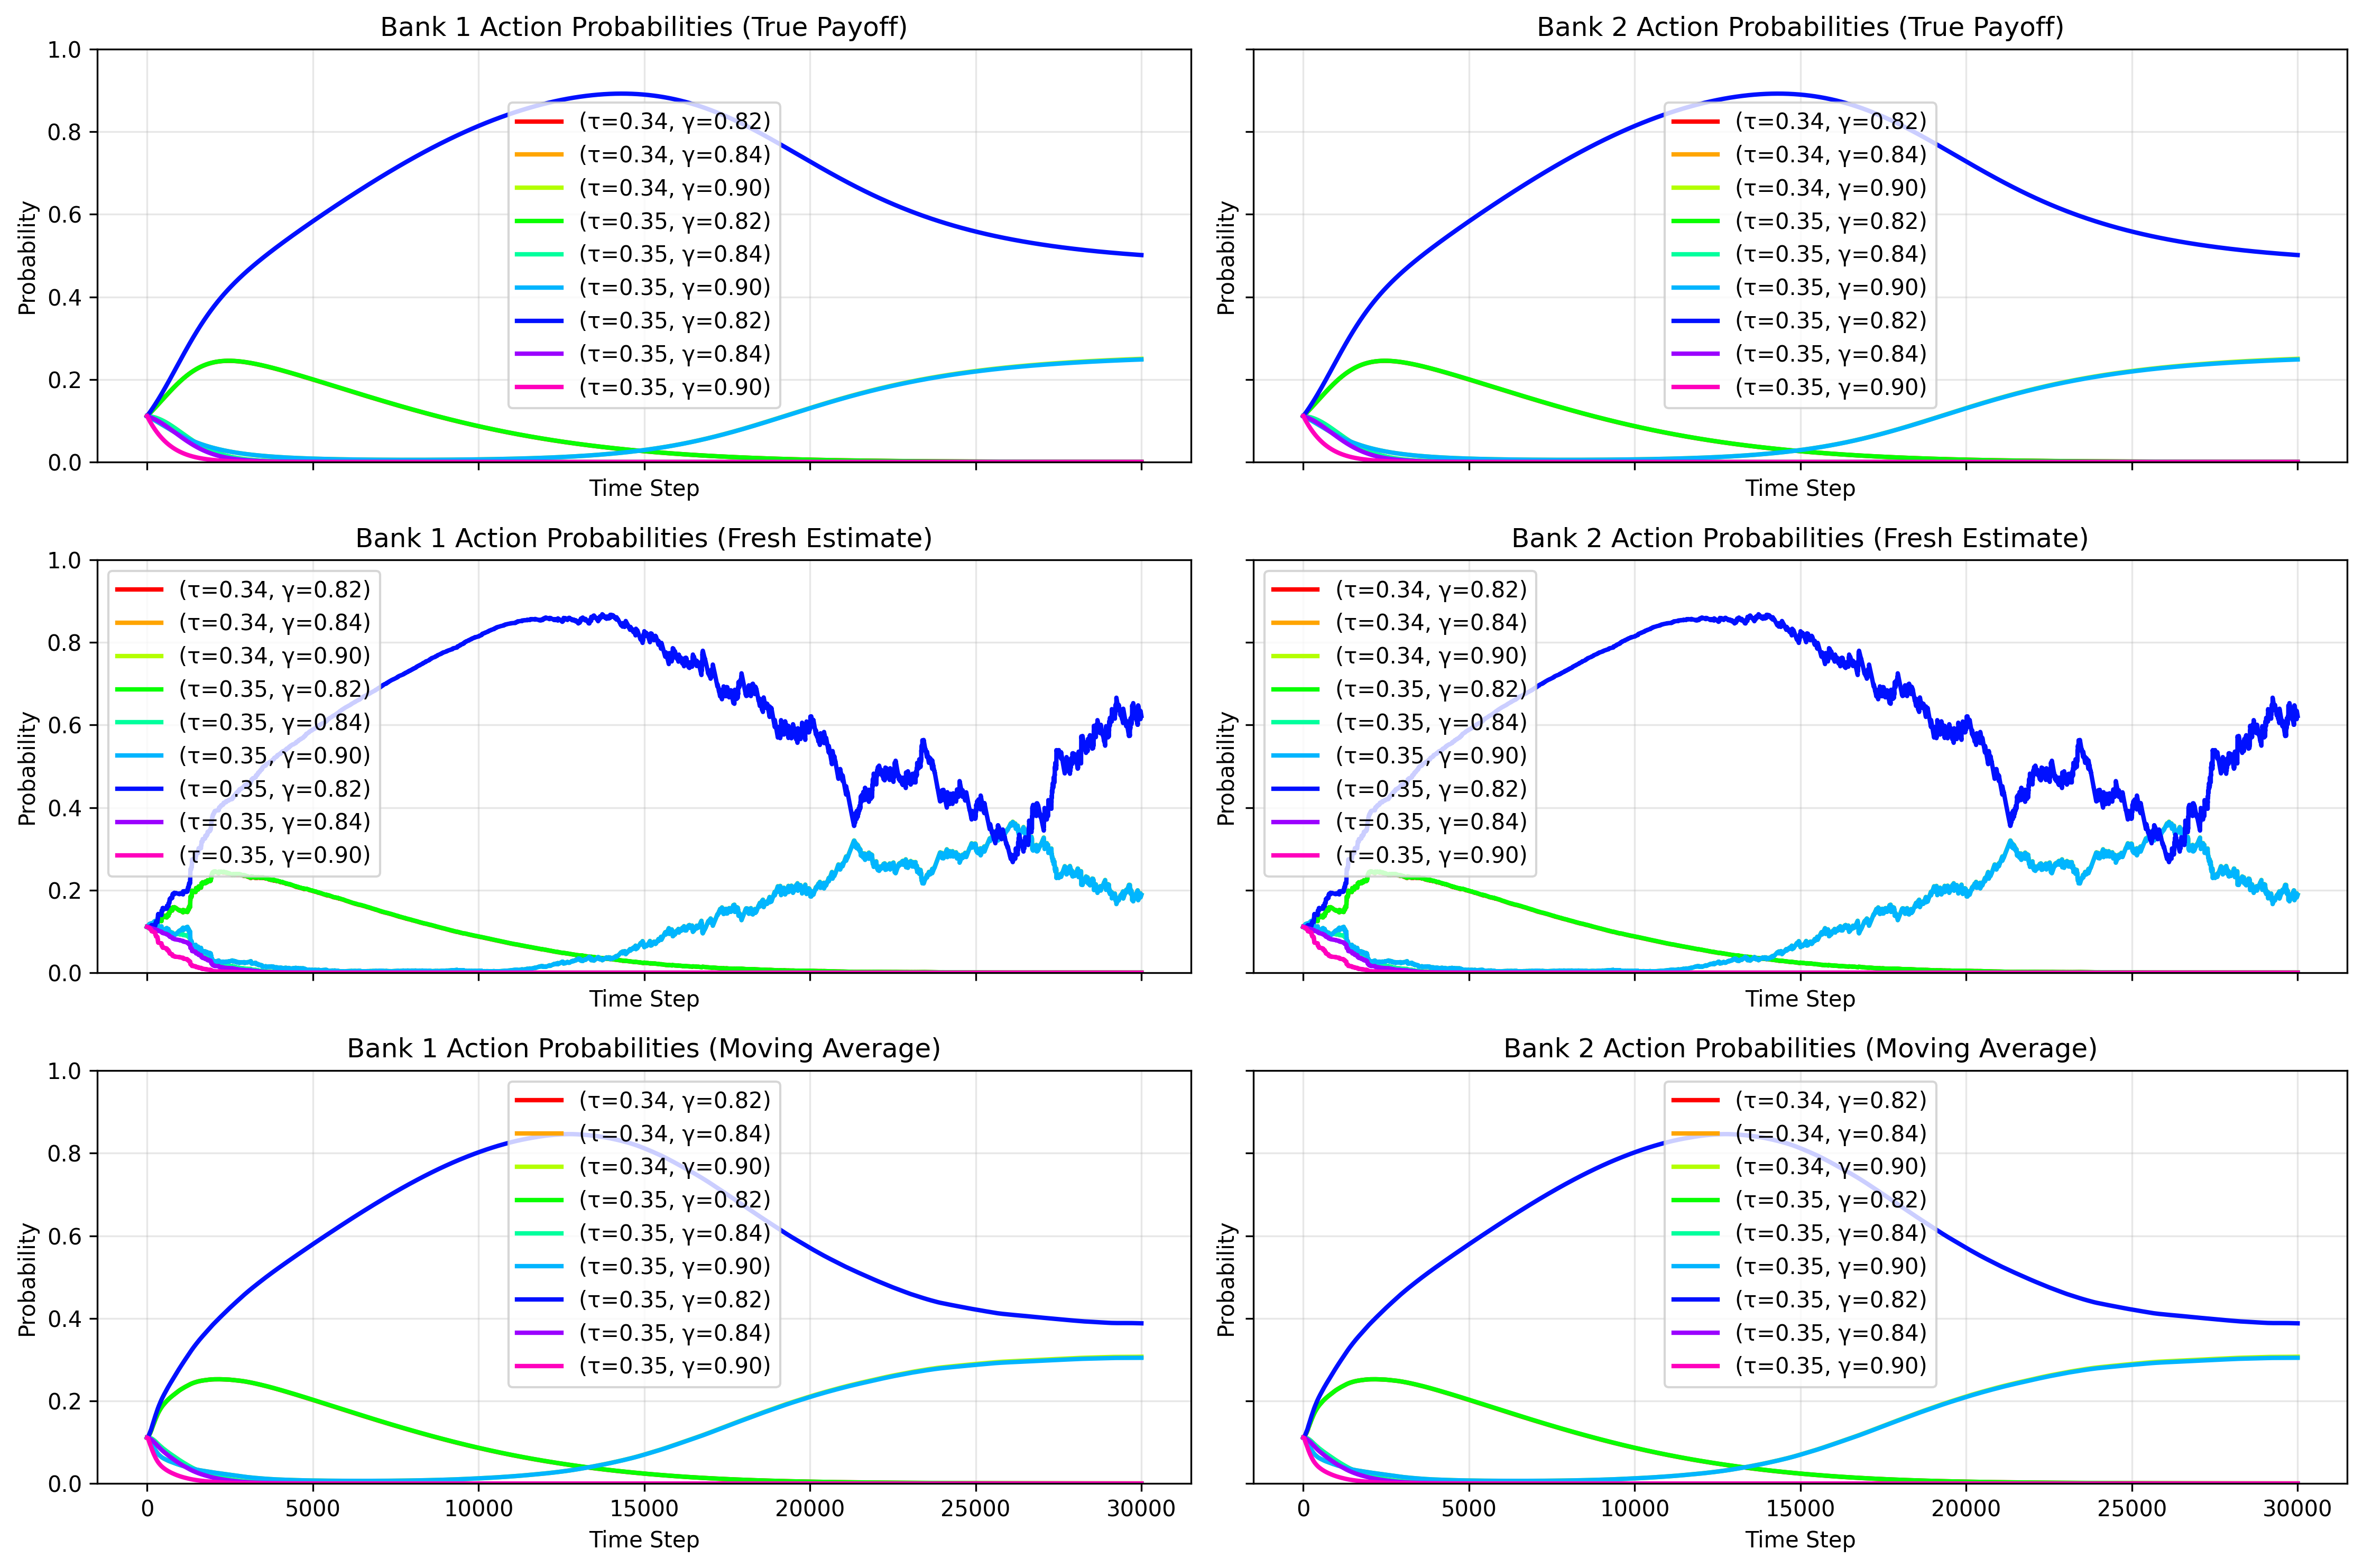 Bank 1 Action Probabilities (True Payoff)
1.0
0.8
0.6
0.4
0.2
0.0
Probability
(τ=0.34, γ=0.82)
(τ=0.34, γ=0.84)
(τ=0.34, γ=0.90)
(τ=0.35, γ=0.82)
(τ=0.35, γ=0.84)
(τ=0.35, γ=0.90)
(τ=0.35, γ=0.82)
(τ=0.35, γ=0.84)
(τ=0.35, γ=0.90)
Time Step
Bank 2 Action Probabilities (True Payoff)
Probability
(τ=0.34, γ=0.82)
(τ=0.34, γ=0.84)
(τ=0.34, γ=0.90)
(τ=0.35, γ=0.82)
(τ=0.35, γ=0.84)
(τ=0.35, γ=0.90)
(τ=0.35, γ=0.82)
(τ=0.35, γ=0.84)
(τ=0.35, γ=0.90)
Time Step
Bank 1 Action Probabilities (Fresh Estimate)
1.0
0.8
0.6
0.4
0.2
0.0
Probability
(τ=0.34, γ=0.82)
(τ=0.34, γ=0.84)
(τ=0.34, γ=0.90)
(τ=0.35, γ=0.82)
(τ=0.35, γ=0.84)
(τ=0.35, γ=0.90)
(τ=0.35, γ=0.82)
(τ=0.35, γ=0.84)
(τ=0.35, γ=0.90)
Time Step
Bank 2 Action Probabilities (Fresh Estimate)
Probability
(τ=0.34, γ=0.82)
(τ=0.34, γ=0.84)
(τ=0.34, γ=0.90)
(τ=0.35, γ=0.82)
(τ=0.35, γ=0.84)
(τ=0.35, γ=0.90)
(τ=0.35, γ=0.82)
(τ=0.35, γ=0.84)
(τ=0.35, γ=0.90)
Time Step
Bank 1 Action Probabilities (Moving Average)
1.0
0.8
0.6
0.4
0.2
0.0
Probability
(τ=0.34, γ=0.82)
(τ=0.34, γ=0.84)
(τ=0.34, γ=0.90)
(τ=0.35, γ=0.82)
(τ=0.35, γ=0.84)
(τ=0.35, γ=0.90)
(τ=0.35, γ=0.82)
(τ=0.35, γ=0.84)
(τ=0.35, γ=0.90)
0 5000 10000 15000 20000 25000 30000
Time Step
Bank 2 Action Probabilities (Moving Average)
Probability
(τ=0.34, γ=0.82)
(τ=0.34, γ=0.84)
(τ=0.34, γ=0.90)
(τ=0.35, γ=0.82)
(τ=0.35, γ=0.84)
(τ=0.35, γ=0.90)
(τ=0.35, γ=0.82)
(τ=0.35, γ=0.84)
(τ=0.35, γ=0.90)
0 5000 10000 15000 20000 25000 30000
Time Step